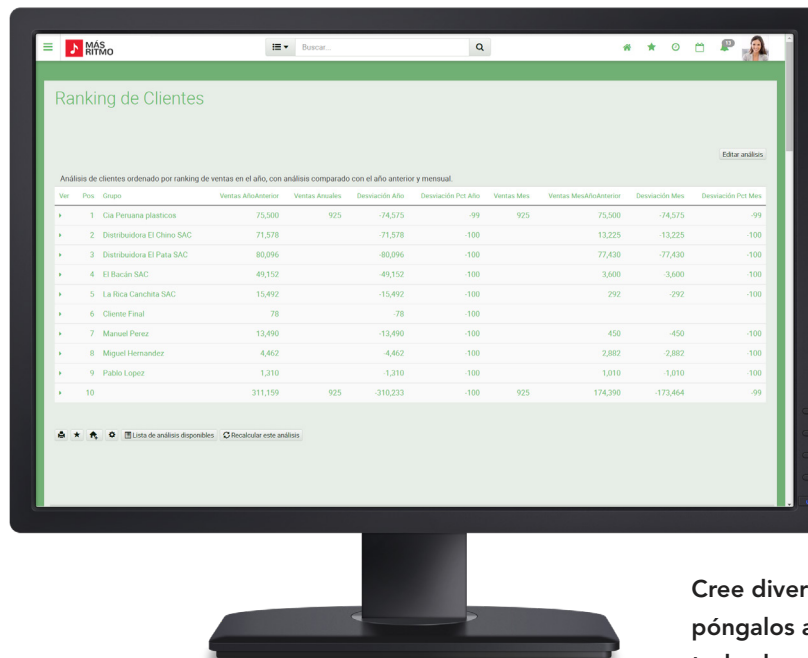 MÁS
RITMO
Buscar...
Ranking de Clientes
Editar análisis
Análisis de clientes ordenado por ranking de ventas en el año, con análisis comparado con el año anterior y mensual.
Ver Pos Grupo Ventas AñoAnterior Ventas Anuales Desviación Año Desviación Pct Año Ventas Mes Ventas MesAñoAnterior Desviación Mes Desviación Pct Mes
1 Cia Peruana plasticos 75,500 925 -74,575 -99 925 75,500 -74,575 -99
2 Distribuidora El Chino SAC 71,578 -71,578 -100 13,225 -13,225 -100
3 Distribuidora El Pata SAC 80,096 -80,096 -100 77,430 -77,430 -100
4 El Bacán SAC 49,152 -49,152 -100 3,600 -3,600 -100
5 La Rica Canchita SAC 15,492 -15,492 -100 292 -292 -100
6 Cliente Final 78 -78 -100
7 Manuel Perez 13,490 -13,490 -100 450 -450 -100
8 Miguel Hernandez 4,462 -4,462 -100 2,882 -2,882 -100
9 Pablo Lopez 1,310 -1,310 -100 1,010 -1,010 -100
10 311,159 925 -310,233 -100 925 174,390 -173,464 -99
Lista de análisis disponibles Recalcular este análisis
Cree diver
póngalos a